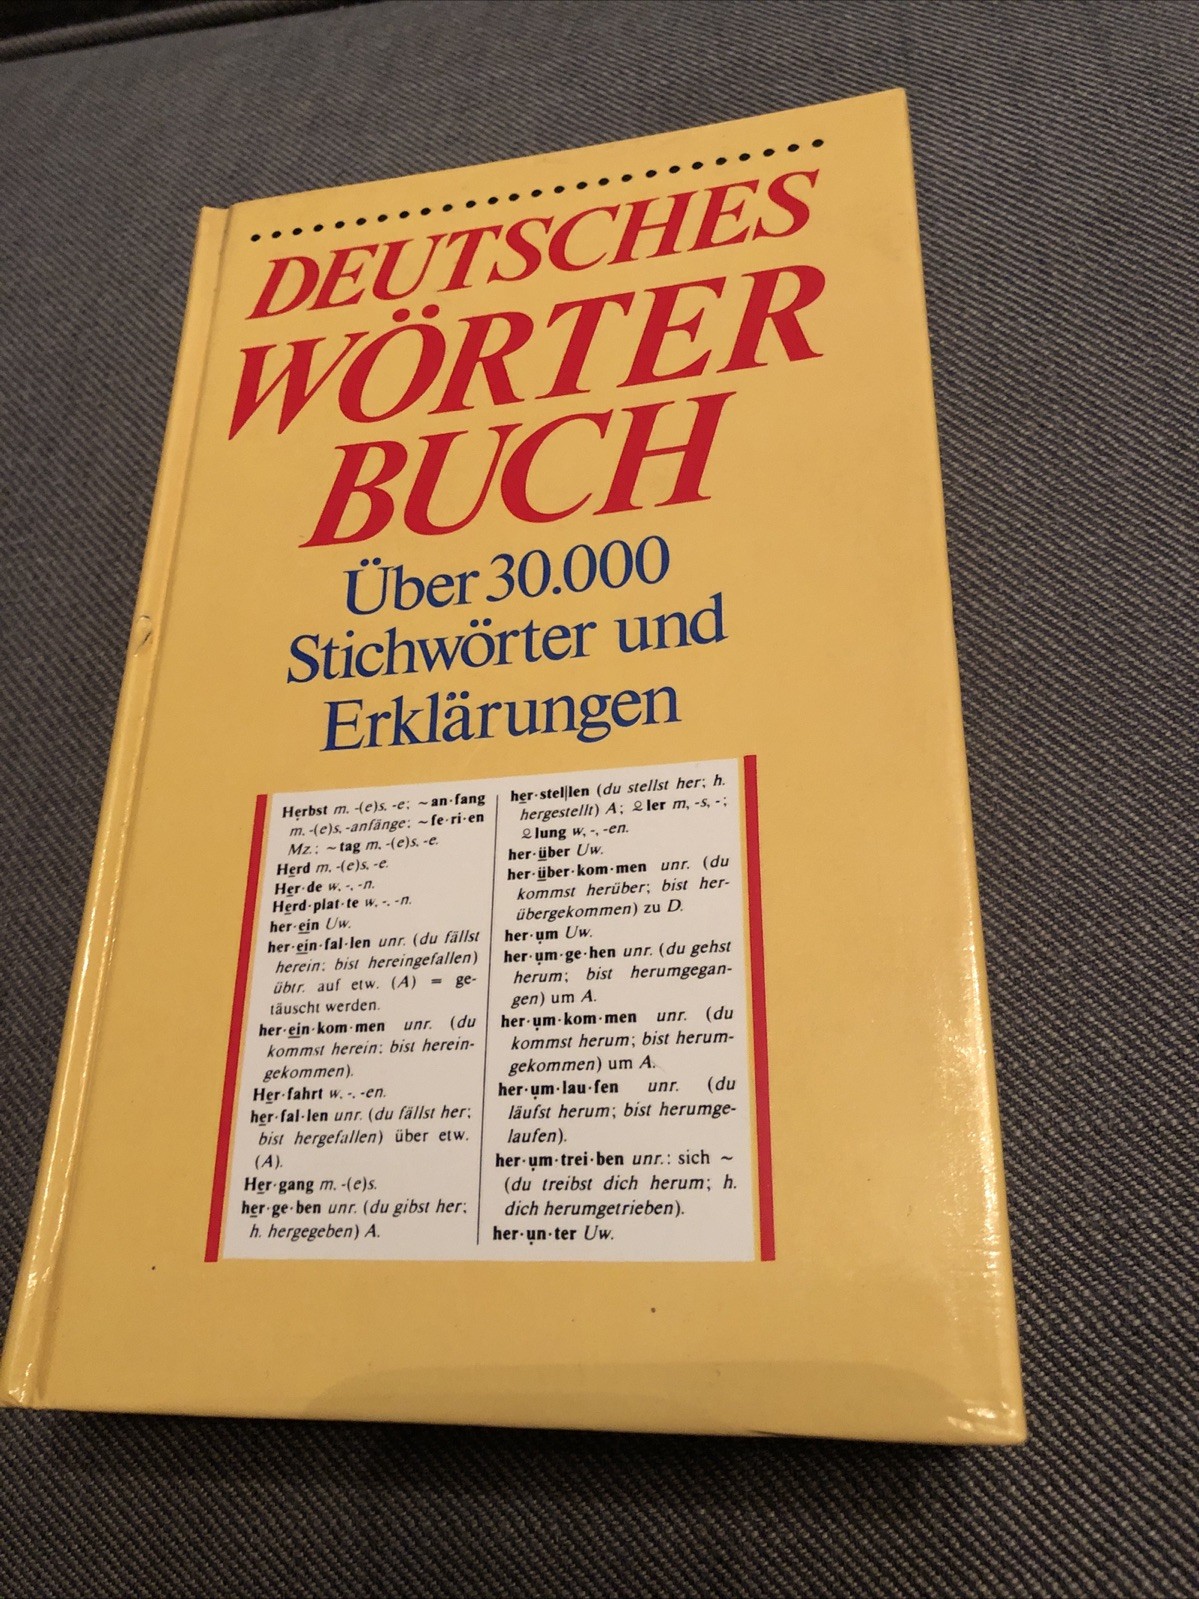 DEUTSCHES
WÖRTER
BUCH
Über 30.000
Stichwörter und
Erklärungen
Herbst m. -(e)s, -e; ~an·fang
m. -(e)s, -anfänge; ~fe·ri·en
Mz.; ~tag m. -(e)s, -e.
Herd m. -(e)s, -e.
Her·de w. -, -n.
Herd·plat·te w. -, -n.
her·ein Uw.
her·ein·fal·len unr. (du fällst
herein; bist hereingefallen)
übtr. auf etw. (A) = ge-
täuscht werden.
her·ein·kom·men unr. (du
kommst herein; bist herein-
gekommen).
Her·fahrt w. -, -en.
her·fal·len unr. (du fällst her;
bist hergefallen) über etw.
(A).
Her·gang m. -(e)s.
her·ge·ben unr. (du gibst her;
h. hergegeben) A.
her·stel|len (du stellst her; h.
hergestellt) A; ♀ler m, -s, -;
♀lung w, -, -en.
her·über Uw.
her·über·kom·men unr. (du
kommst herüber; bist her-
übergekommen) zu D.
her·um Uw.
her·um·ge·hen unr. (du gehst
herum; bist herumgegan-
gen) um A.
her·um·kom·men unr. (du
kommst herum; bist herum-
gekommen) um A.
her·um·lau·fen unr. (du
läufst herum; bist herumge-
laufen).
her·um·trei·ben unr.: sich ~
(du treibst dich herum; h.
dich herumgetrieben).
her·un·ter Uw.